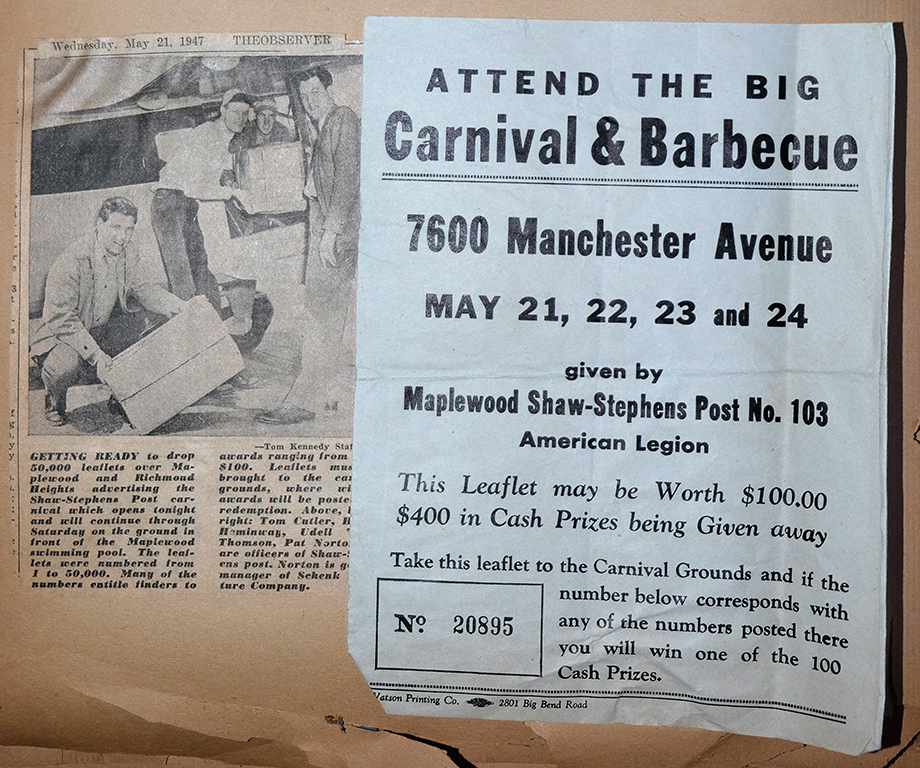 Wednesday, May 21, 1947 THE OBSERVER
—Tom Kennedy Staf
GETTING READY to drop
50,000 leaflets over Ma-
plewood and Richmond
Heights advertising the
Shaw-Stephens Post car-
nival which opens tonight
and will continue through
Saturday on the ground in
front of the Maplewood
swimming pool. The leaf-
lets were numbered from
1 to 50,000. Many of the
numbers entitle finders to
awards ranging from
$100. Leaflets mus
brought to the car
grounds, where wi
awards will be poste
redemption. Above, l
right: Tom Cutler, H
Heminway, Udell
Thomson, Pat Norto
are officers of Shaw-S
ens post. Norton is ge
manager of Schenk
ture Company.
ATTEND THE BIG
Carnival & Barbecue
7600 Manchester Avenue
MAY 21, 22, 23 and 24
given by
Maplewood Shaw-Stephens Post No. 103
American Legion
This Leaflet may be Worth $100.00
$400 in Cash Prizes being Given away
Take this leaflet to the Carnival Grounds and if the
number below corresponds with
any of the numbers posted there
you will win one of the 100
Cash Prizes.
No 20895
Watson Printing Co. 2801 Big Bend Road